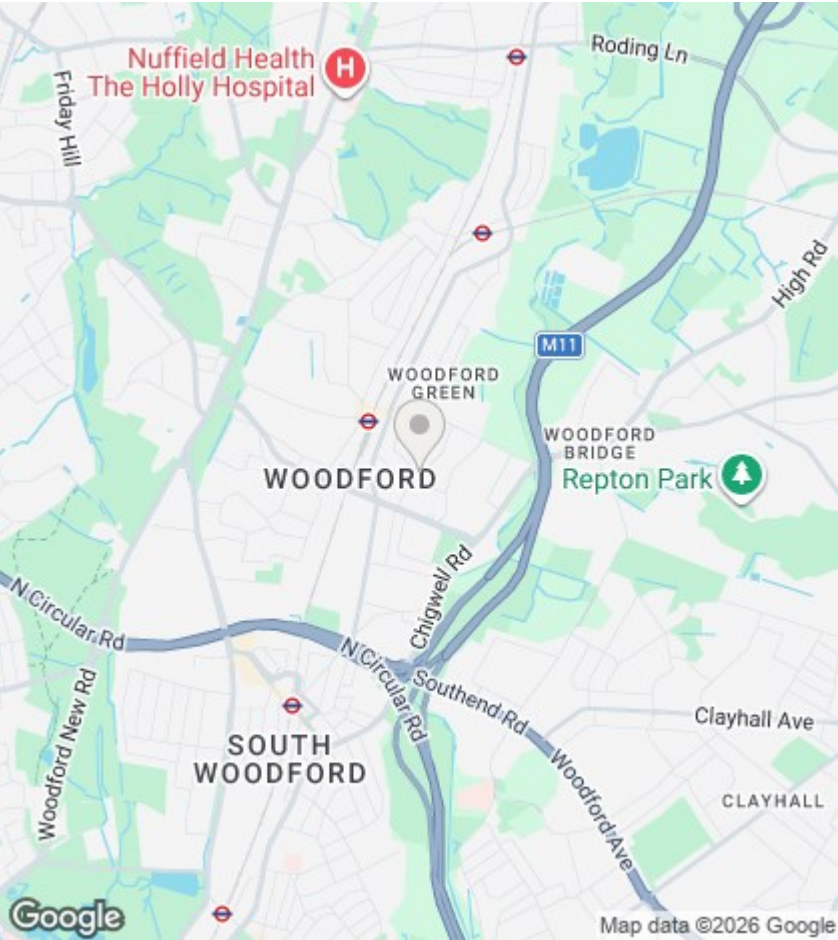 Roding Ln
Nuffield Health
The Holly Hospital
H
Friday Hill
High Rd
M11
WOODFORD
GREEN
WOODFORD
BRIDGE
WOODFORD
Repton Park
Chigwell Rd
N Circular Rd
N Circular Rd
Southend Rd
Woodford New Rd
Clayhall Ave
SOUTH
WOODFORD
Woodford Ave
CLAYHALL
Google
Map data ©2026 Google